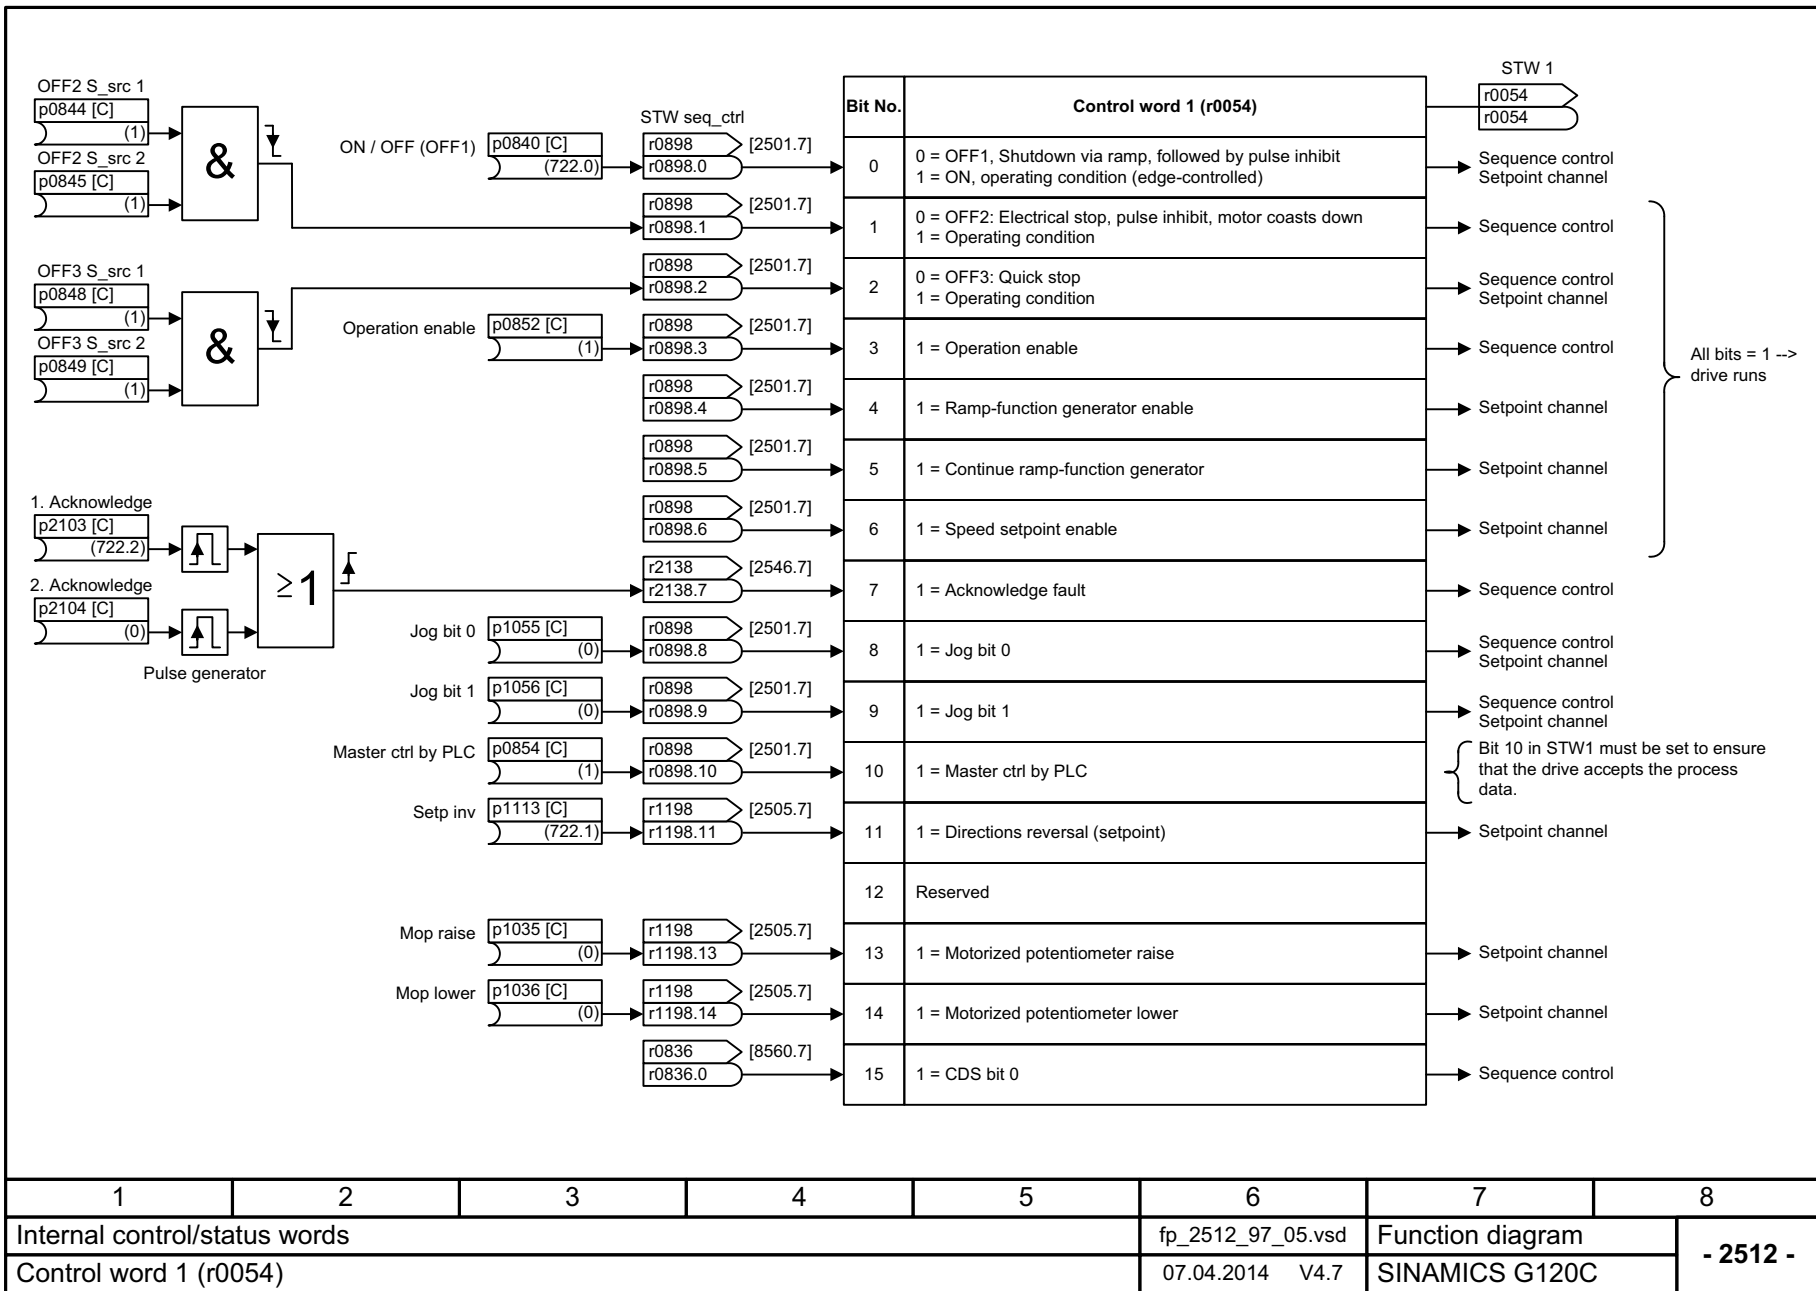 OFF2 S_src 1
p0844 [C]
(1)
OFF2 S_src 2
p0845 [C]
(1)
&
OFF3 S_src 1
p0848 [C]
(1)
OFF3 S_src 2
p0849 [C]
(1)
&
1. Acknowledge
p2103 [C]
(722.2)
2. Acknowledge
p2104 [C]
(0)
Pulse generator
≥1
ON / OFF (OFF1)
p0840 [C]
(722.0)
Operation enable
p0852 [C]
(1)
Jog bit 0
p1055 [C]
(0)
Jog bit 1
p1056 [C]
(0)
Master ctrl by PLC
p0854 [C]
(1)
Setp inv
p1113 [C]
(722.1)
Mop raise
p1035 [C]
(0)
Mop lower
p1036 [C]
(0)
STW seq_ctrl
r0898 [2501.7]
r0898.0
r0898 [2501.7]
r0898.1
r0898 [2501.7]
r0898.2
r0898 [2501.7]
r0898.3
r0898 [2501.7]
r0898.4
r0898 [2501.7]
r0898.5
r0898 [2501.7]
r0898.6
r2138 [2546.7]
r2138.7
r0898 [2501.7]
r0898.8
r0898 [2501.7]
r0898.9
r0898 [2501.7]
r0898.10
r1198 [2505.7]
r1198.11
r1198 [2505.7]
r1198.13
r1198 [2505.7]
r1198.14
r0836 [8560.7]
r0836.0
Bit No. Control word 1 (r0054)
0 0 = OFF1, Shutdown via ramp, followed by pulse inhibit
1 = ON, operating condition (edge-controlled)
1 0 = OFF2: Electrical stop, pulse inhibit, motor coasts down
1 = Operating condition
2 0 = OFF3: Quick stop
1 = Operating condition
3 1 = Operation enable
4 1 = Ramp-function generator enable
5 1 = Continue ramp-function generator
6 1 = Speed setpoint enable
7 1 = Acknowledge fault
8 1 = Jog bit 0
9 1 = Jog bit 1
10 1 = Master ctrl by PLC
11 1 = Directions reversal (setpoint)
12 Reserved
13 1 = Motorized potentiometer raise
14 1 = Motorized potentiometer lower
15 1 = CDS bit 0
STW 1
r0054
r0054
Sequence control
Setpoint channel
Sequence control
Sequence control
Setpoint channel
Sequence control
Setpoint channel
Setpoint channel
Setpoint channel
Sequence control
Sequence control
Setpoint channel
Sequence control
Setpoint channel
Bit 10 in STW1 must be set to ensure
that the drive accepts the process
data.
Setpoint channel
Setpoint channel
Setpoint channel
Sequence control
All bits = 1 -->
drive runs
1 2 3 4 5 6 7 8
Internal control/status words
fp_2512_97_05.vsd
Function diagram
- 2512 -
Control word 1 (r0054)
07.04.2014 V4.7
SINAMICS G120C